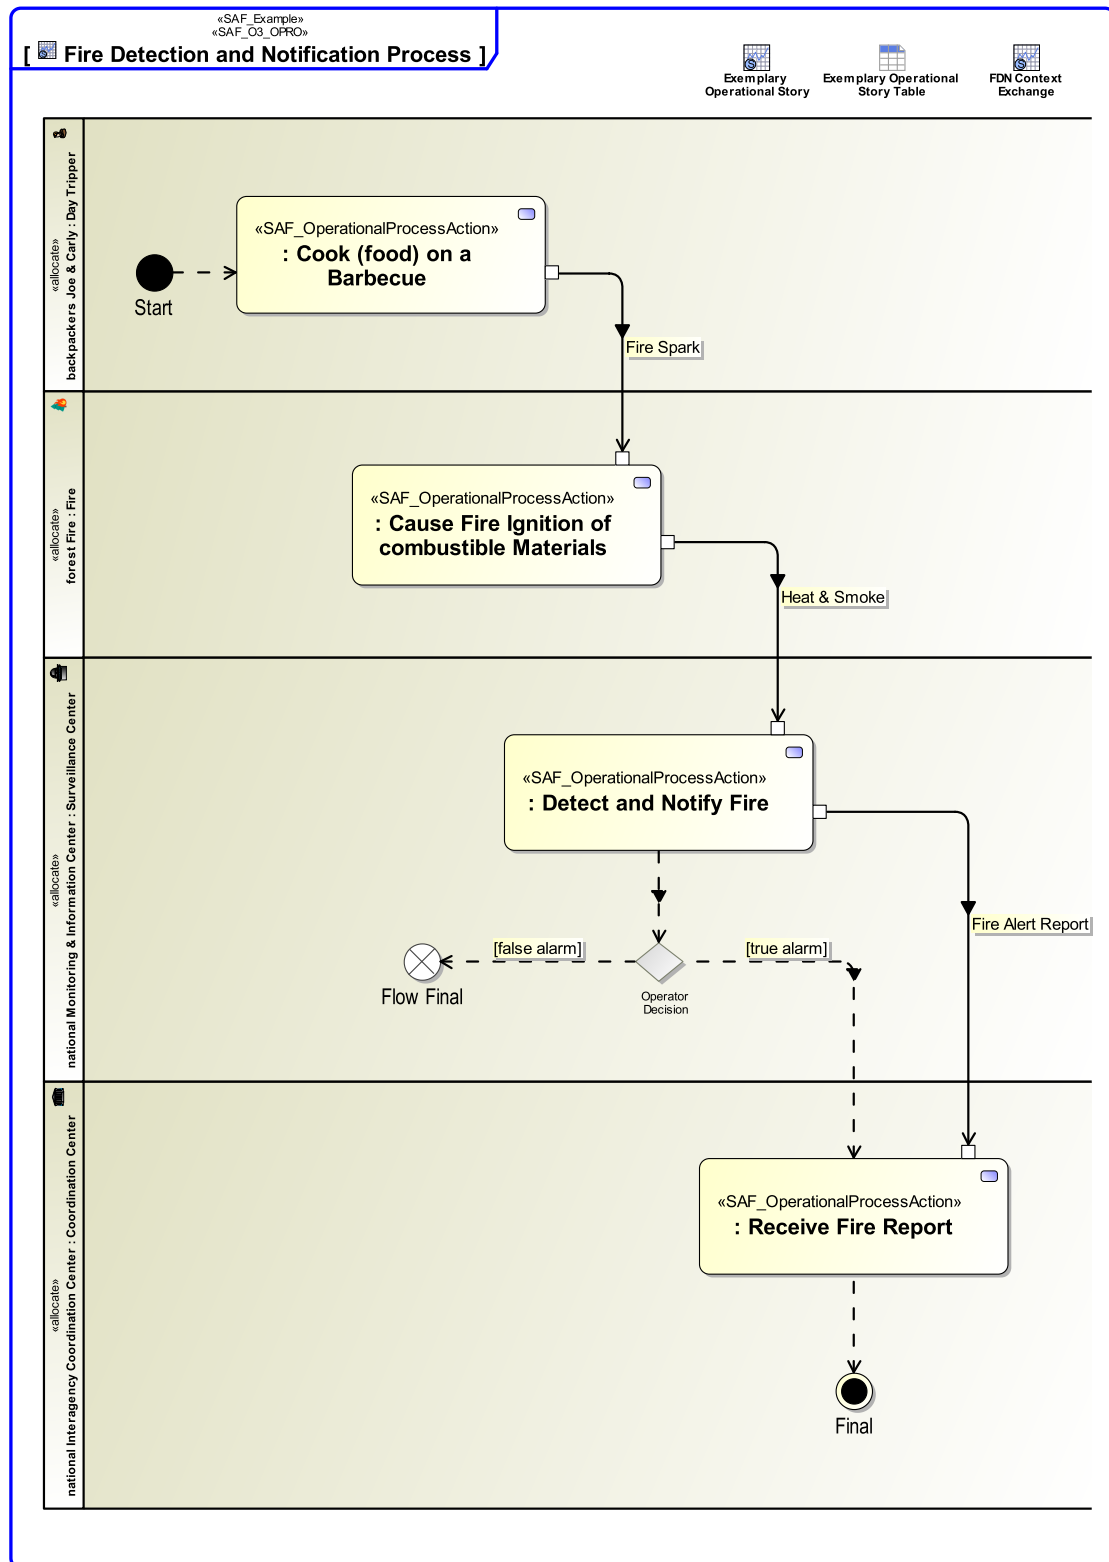 «SAF_Example»
«SAF_O3_OPRO»
[ Fire Detection and Notification Process ]
Exemplary
Operational Story
Exemplary Operational
Story Table
FDN Context
Exchange
«allocate»
backpackers Joe & Carly : Day Tripper
Start
«SAF_OperationalProcessAction»
: Cook (food) on a
Barbecue
Fire Spark
«allocate»
forest Fire : Fire
«SAF_OperationalProcessAction»
: Cause Fire Ignition of
combustible Materials
Heat & Smoke
«allocate»
national Monitoring & Information Center : Surveillance Center
«SAF_OperationalProcessAction»
: Detect and Notify Fire
Fire Alert Report
[false alarm]
[true alarm]
Flow Final
Operator
Decision
«allocate»
national Interagency Coordination Center : Coordination Center
«SAF_OperationalProcessAction»
: Receive Fire Report
Final